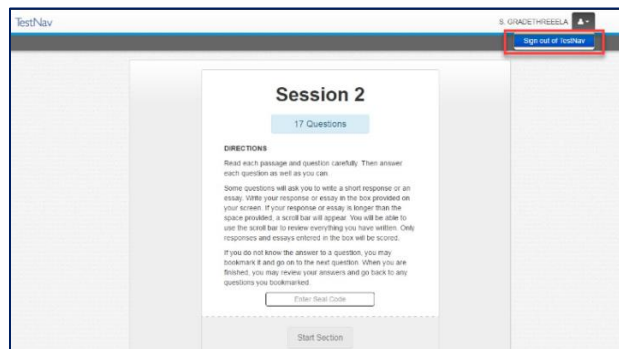 TestNav
S. GRADETHREEELA
Sign out of TestNav
Session 2
17 Questions
DIRECTIONS
Read each passage and question carefully. Then answer
each question as well as you can.
Some questions will ask you to write a short response or an
essay. Write your response or essay in the box provided on
your screen. If your response or essay is longer than the
space provided, a scroll bar will appear. You will be able to
use the scroll bar to review everything you have written. Only
responses and essays entered in the box will be scored.
If you do not know the answer to a question, you may
bookmark it and go on to the next question. When you are
finished, you may review your answers and go back to any
questions you bookmarked.
Enter Seal Code
Start Section